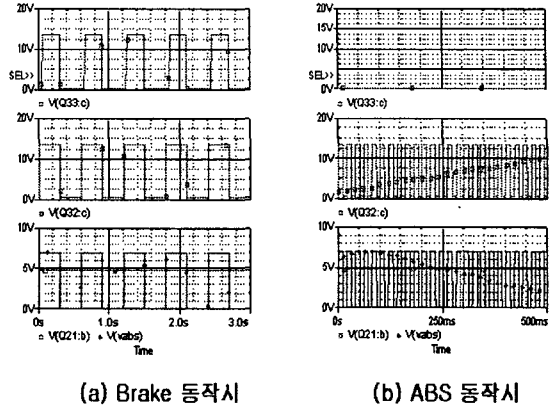 20V
10V
SEL>>
0V
▫ V(Q33:c)
20V
10V
0V
▫ V(Q32:c)
10V
5V
0V
0s 1.0s 2.0s 3.0s
▫ V(Q21:b) ⋄ V(vabs)
Time
(a) Brake 동작시
20V
15V
10V
SEL>>
0V
▫ V(Q33:c)
20V
10V
0V
▫ V(Q32:c)
10V
5V
0V
0s 250ms 500ms
▫ V(Q21:b) ⋄ V(vabs)
Time
(b) ABS 동작시